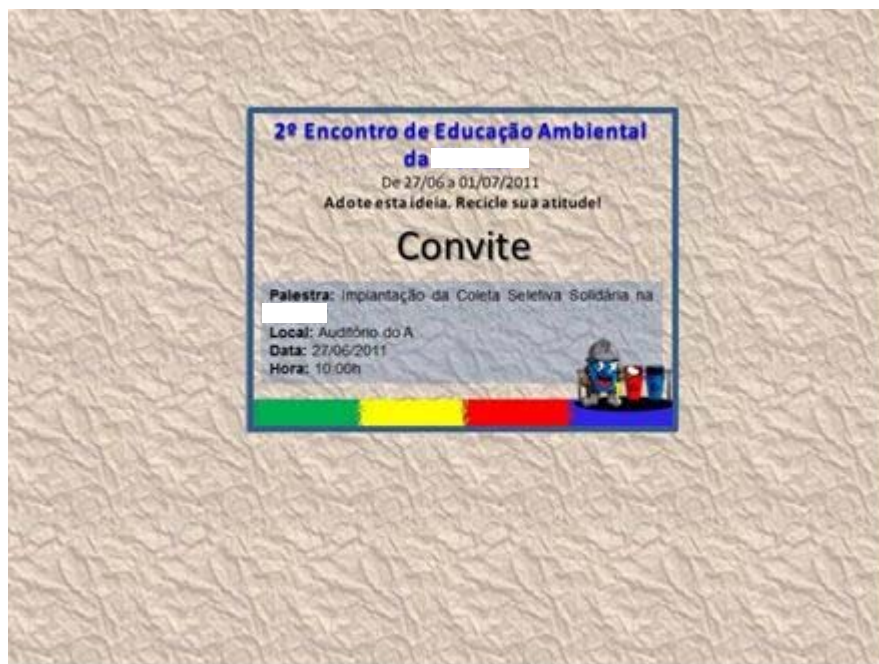 2º Encontro de Educação Ambiental
da
De 27/06 a 01/07/2011
Adote esta ideia. Recicle sua atitude!
Convite
Palestra: Implantação da Coleta Seletiva Solidária na
Local: Auditório do A
Data: 27/06/2011
Hora: 10:00h